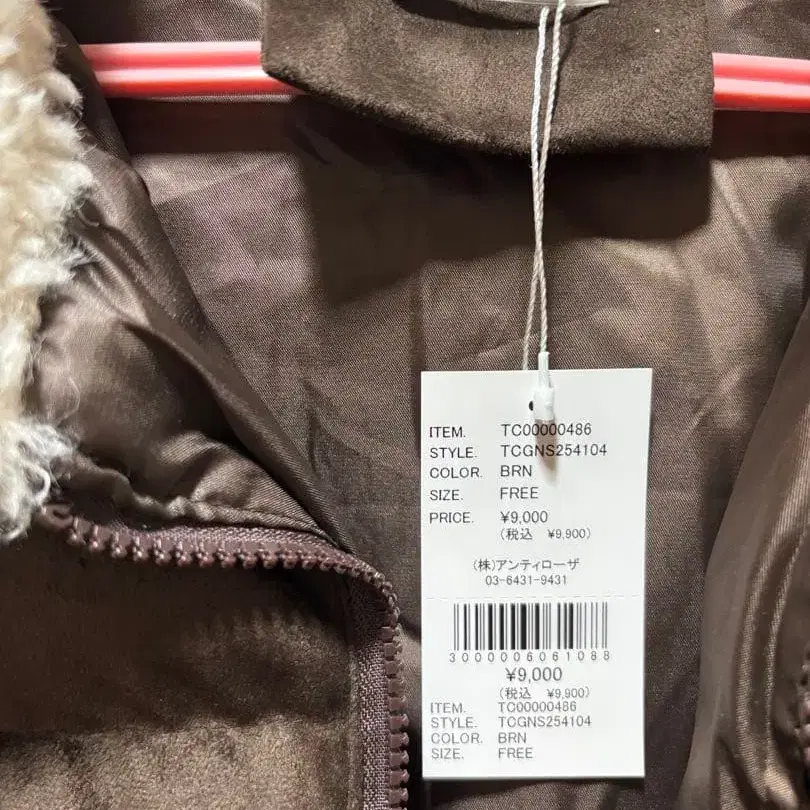 ITEM. TC00000486
STYLE. TCGNS254104
COLOR. BRN
SIZE. FREE
PRICE. ¥9,000
(税込 ¥9,900)
(株)アンティローザ
03-6431-9431
3000006061088
¥9,000
(税込 ¥9,900)
ITEM. TC00000486
STYLE. TCGNS254104
COLOR. BRN
SIZE. FREE